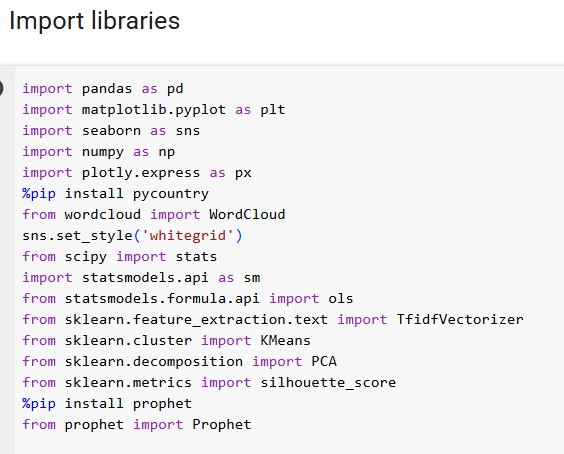 Import libraries
import pandas as pd
import matplotlib.pyplot as plt
import seaborn as sns
import numpy as np
import plotly.express as px
%pip install pycountry
from wordcloud import WordCloud
sns.set_style('whitegrid')
from scipy import stats
import statsmodels.api as sm
from statsmodels.formula.api import ols
from sklearn.feature_extraction.text import TfidfVectorizer
from sklearn.cluster import KMeans
from sklearn.decomposition import PCA
from sklearn.metrics import silhouette_score
%pip install prophet
from prophet import Prophet